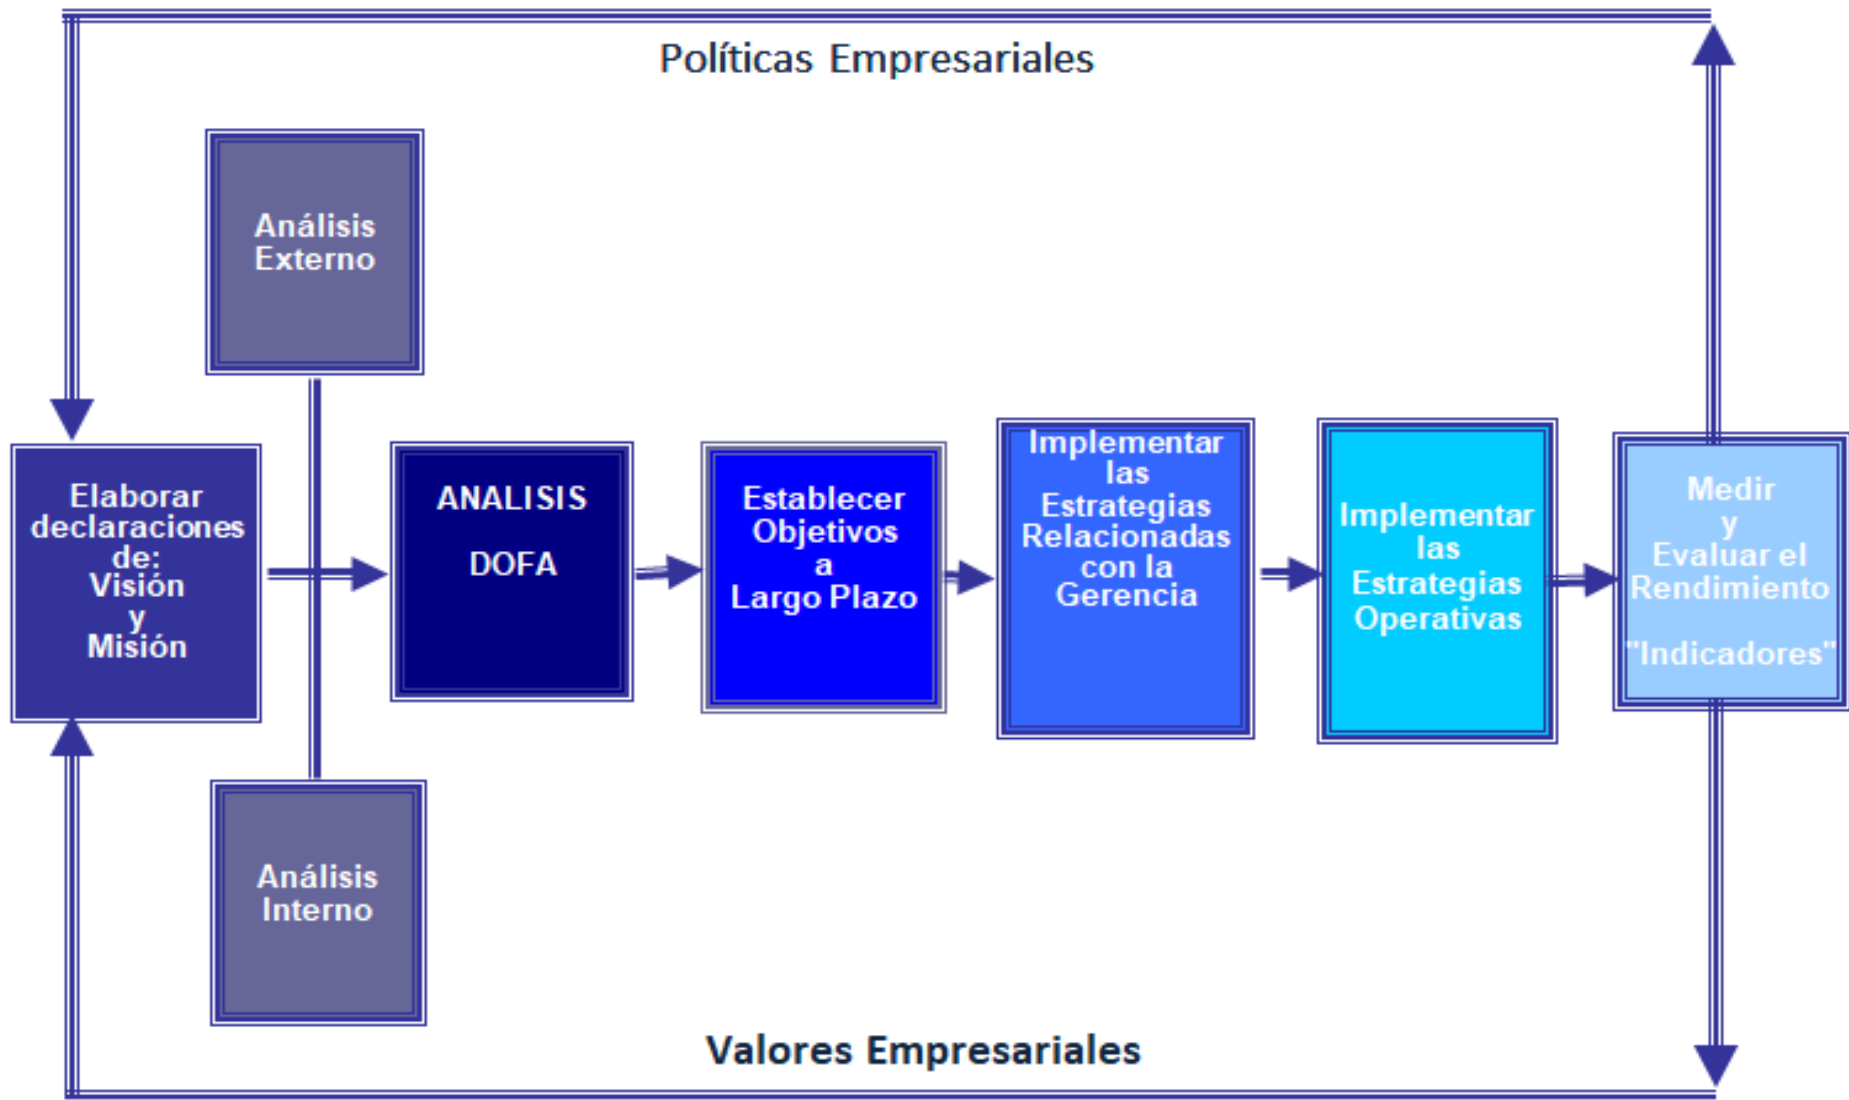 Políticas Empresariales
Análisis
Externo
Elaborar
declaraciones
de:
Visión
y
Misión
ANALISIS
DOFA
Establecer
Objetivos
a
Largo Plazo
Implementar
las
Estrategias
Relacionadas
con la
Gerencia
Implementar
las
Estrategias
Operativas
Medir
y
Evaluar el
Rendimiento
"Indicadores"
Análisis
Interno
Valores Empresariales